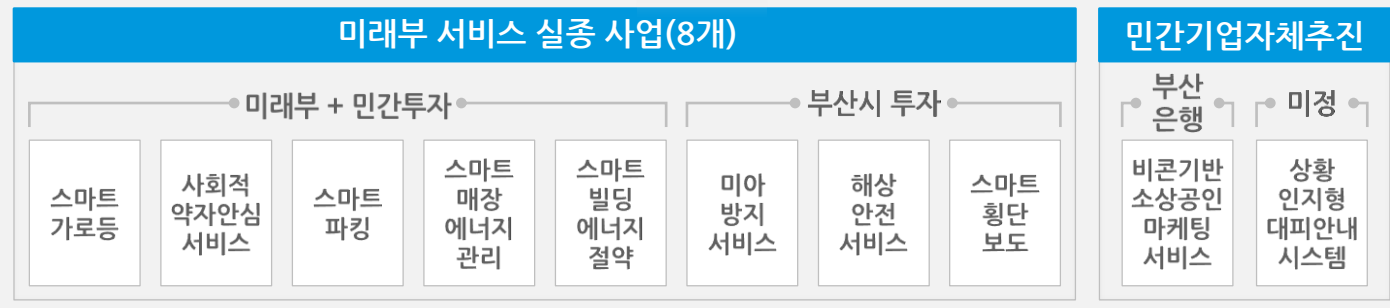 미래부 서비스 실종 사업(8개)
미래부 + 민간투자
스마트
가로등
사회적
약자안심
서비스
스마트
파킹
스마트
매장
에너지
관리
스마트
빌딩
에너지
절약
부산시 투자
미아
방지
서비스
해상
안전
서비스
스마트
횡단
보도
민간기업자체추진
부산
은행
비콘기반
소상공인
마케팅
서비스
미정
상황
인지형
대피안내
시스템